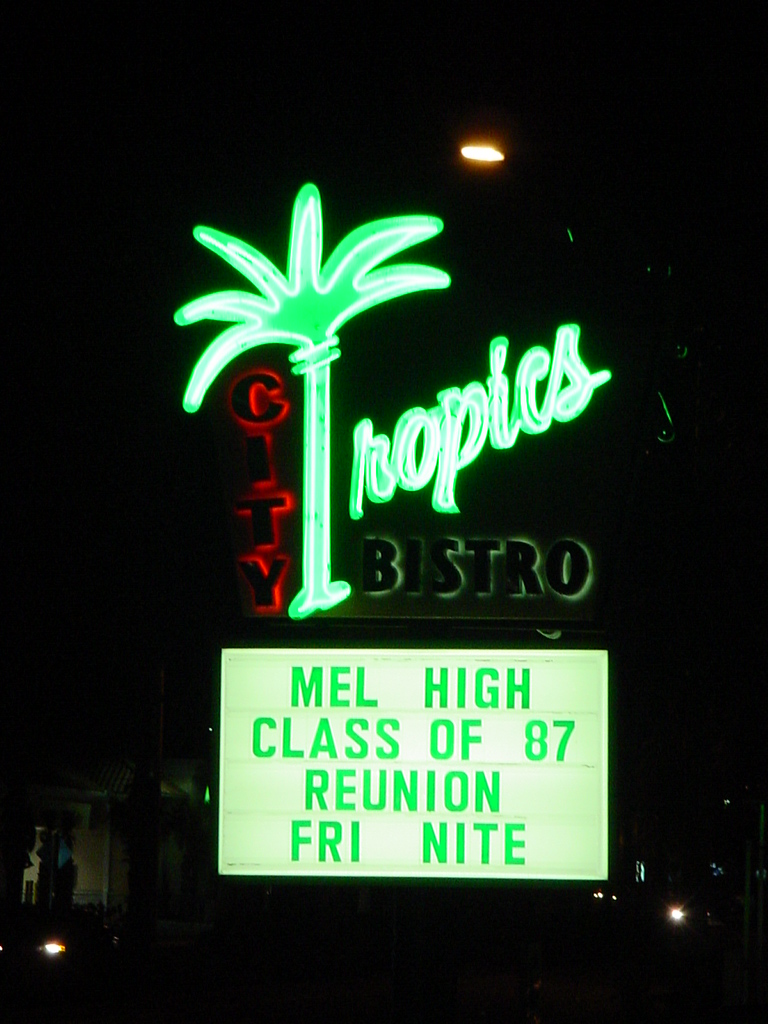 CITY
Tropics
BISTRO
MEL HIGH
CLASS OF 87
REUNION
FRI NITE